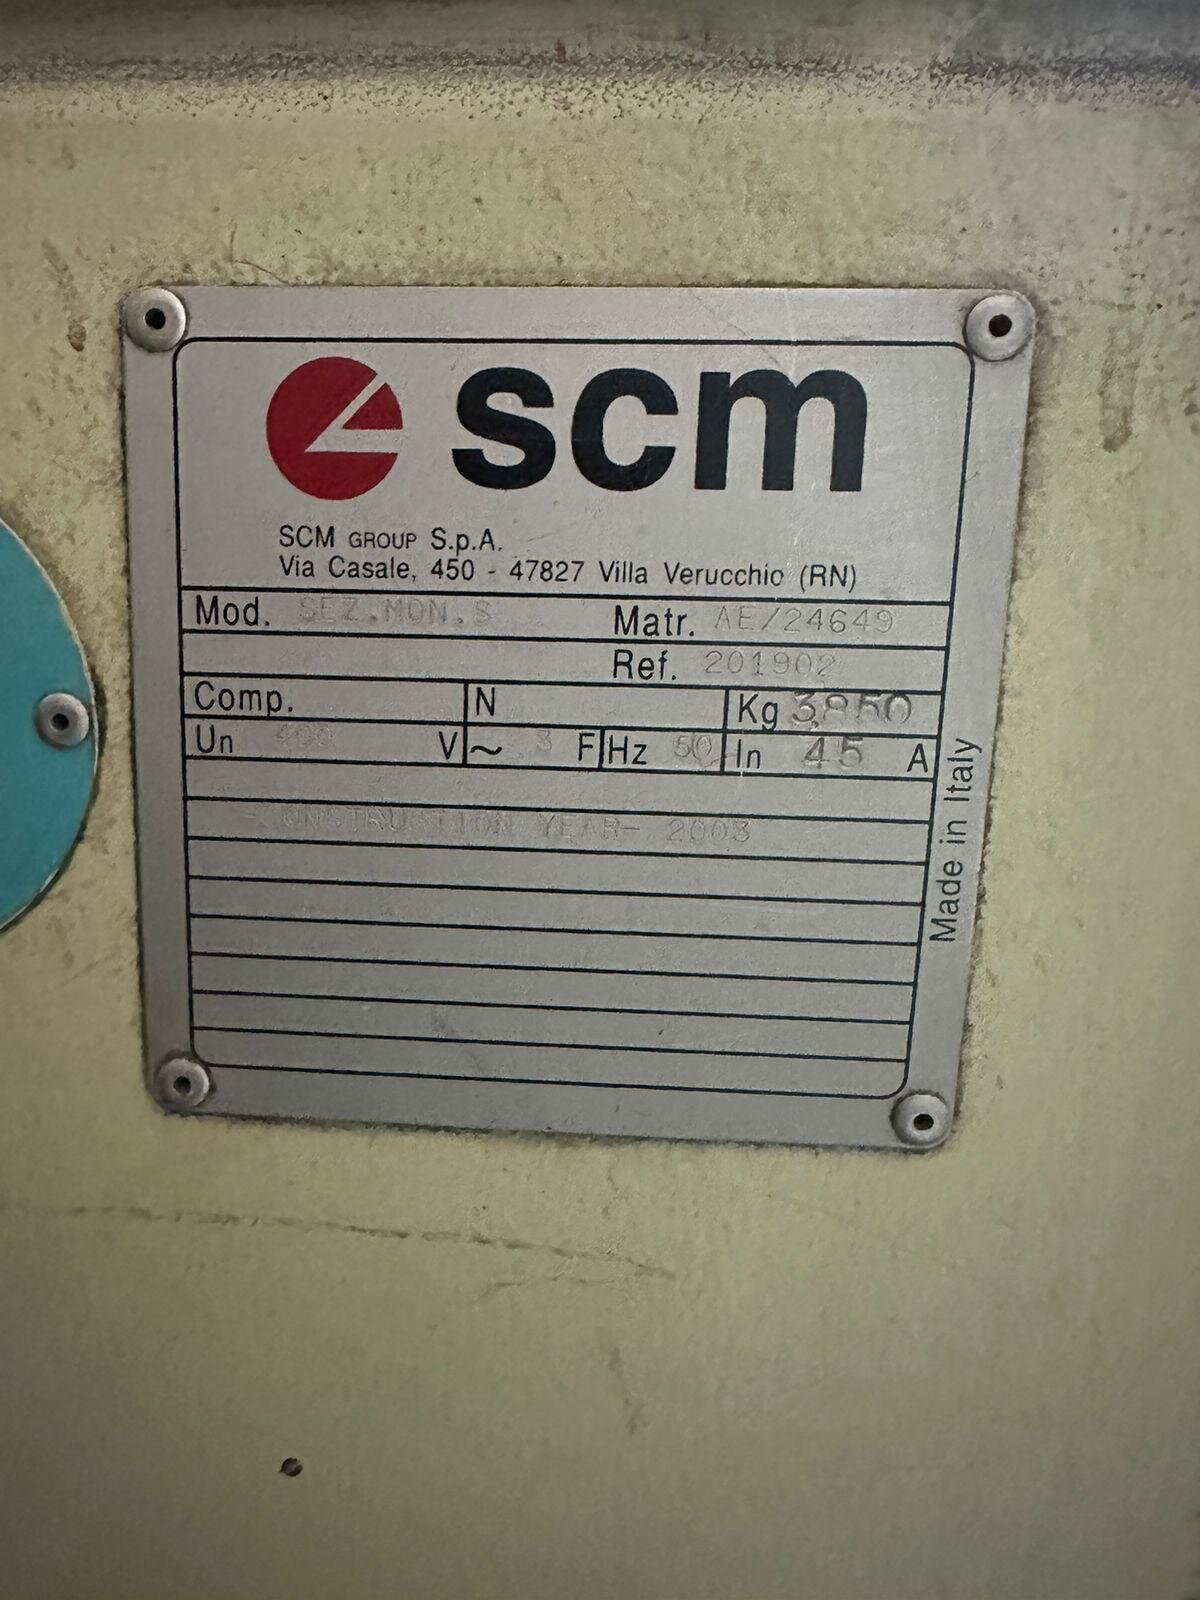 scm
SCM GROUP S.p.A.
Via Casale, 450 - 47827 Villa Verucchio (RN)
Mod. SEZ.MON.S Matr. AE/24649
Ref. 201902
Comp. N Kg 3850
Un 400 V ~ 3 F Hz 50 In 45 A
YEAR- 2003
Made in Italy